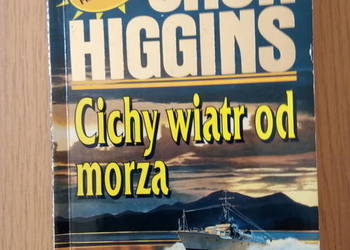 HIGGINS
Cichy wiatr od
morza